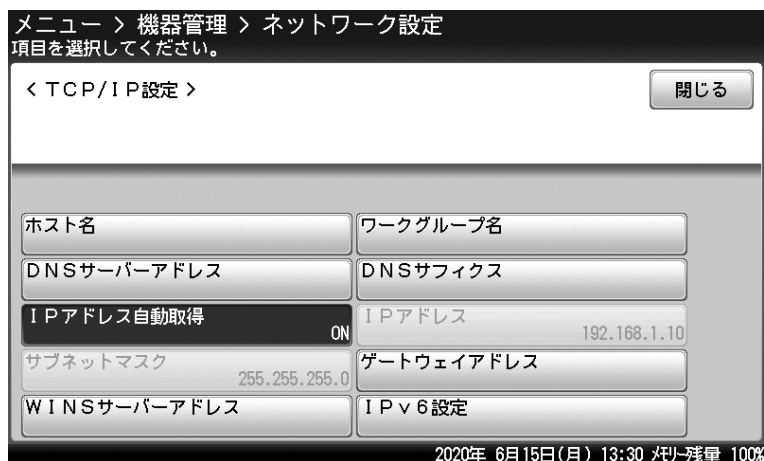 メニュー > 機器管理 > ネットワーク設定
項目を選択してください。
<TCP/IP設定>
閉じる
ホスト名
ワークグループ名
DNSサーバーアドレス
DNSサフィクス
IPアドレス自動取得
ON
IPアドレス
192.168.1.10
サブネットマスク
255.255.255.0
ゲートウェイアドレス
WINSサーバーアドレス
IPv6設定
2020年 6月15日(月) 13:30 メモリー残量 100%